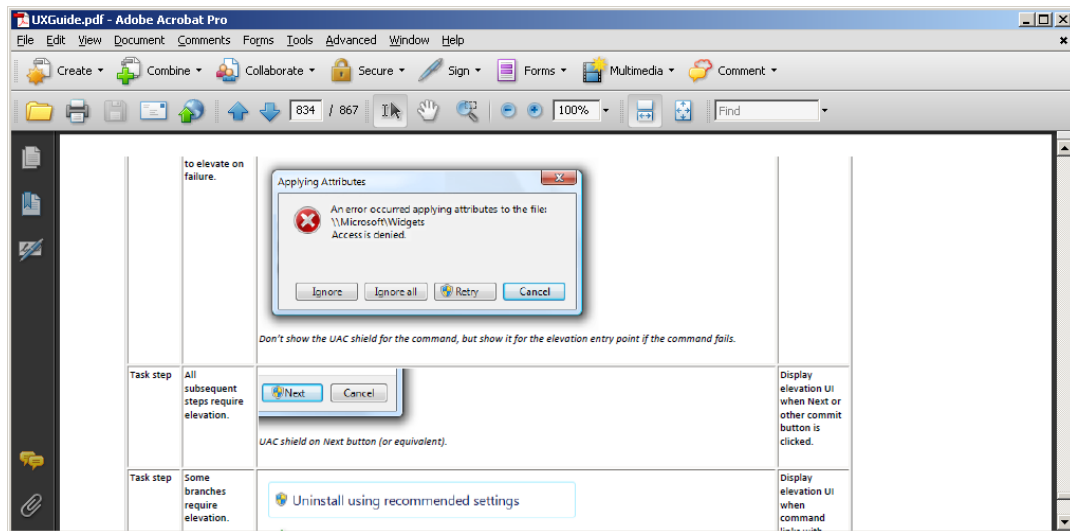 UXGuide.pdf - Adobe Acrobat Pro
File Edit View Document Comments Forms Tools Advanced Window Help
Create Combine Collaborate Secure Sign Forms Multimedia Comment
834 / 867 100% Find
to elevate on
failure.
Applying Attributes
An error occurred applying attributes to the file:
\\Microsoft\Widgets
Access is denied.
Ignore Ignore all Retry Cancel
Don't show the UAC shield for the command, but show it for the elevation entry point if the command fails.
Task step
All
subsequent
steps require
elevation.
Next Cancel
UAC shield on Next button (or equivalent).
Display
elevation UI
when Next or
other commit
button is
clicked.
Task step
Some
branches
require
elevation.
Uninstall using recommended settings
Display
elevation UI
when
command
links with